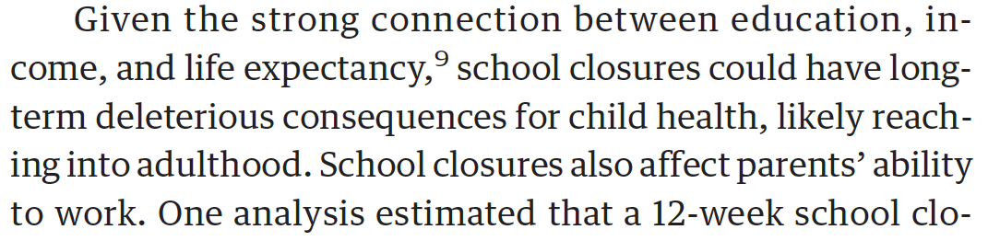 Given the strong connection between education, in-
come, and life expectancy,⁹ school closures could have long-
term deleterious consequences for child health, likely reach-
ing into adulthood. School closures also affect parents’ ability
to work. One analysis estimated that a 12-week school clo-